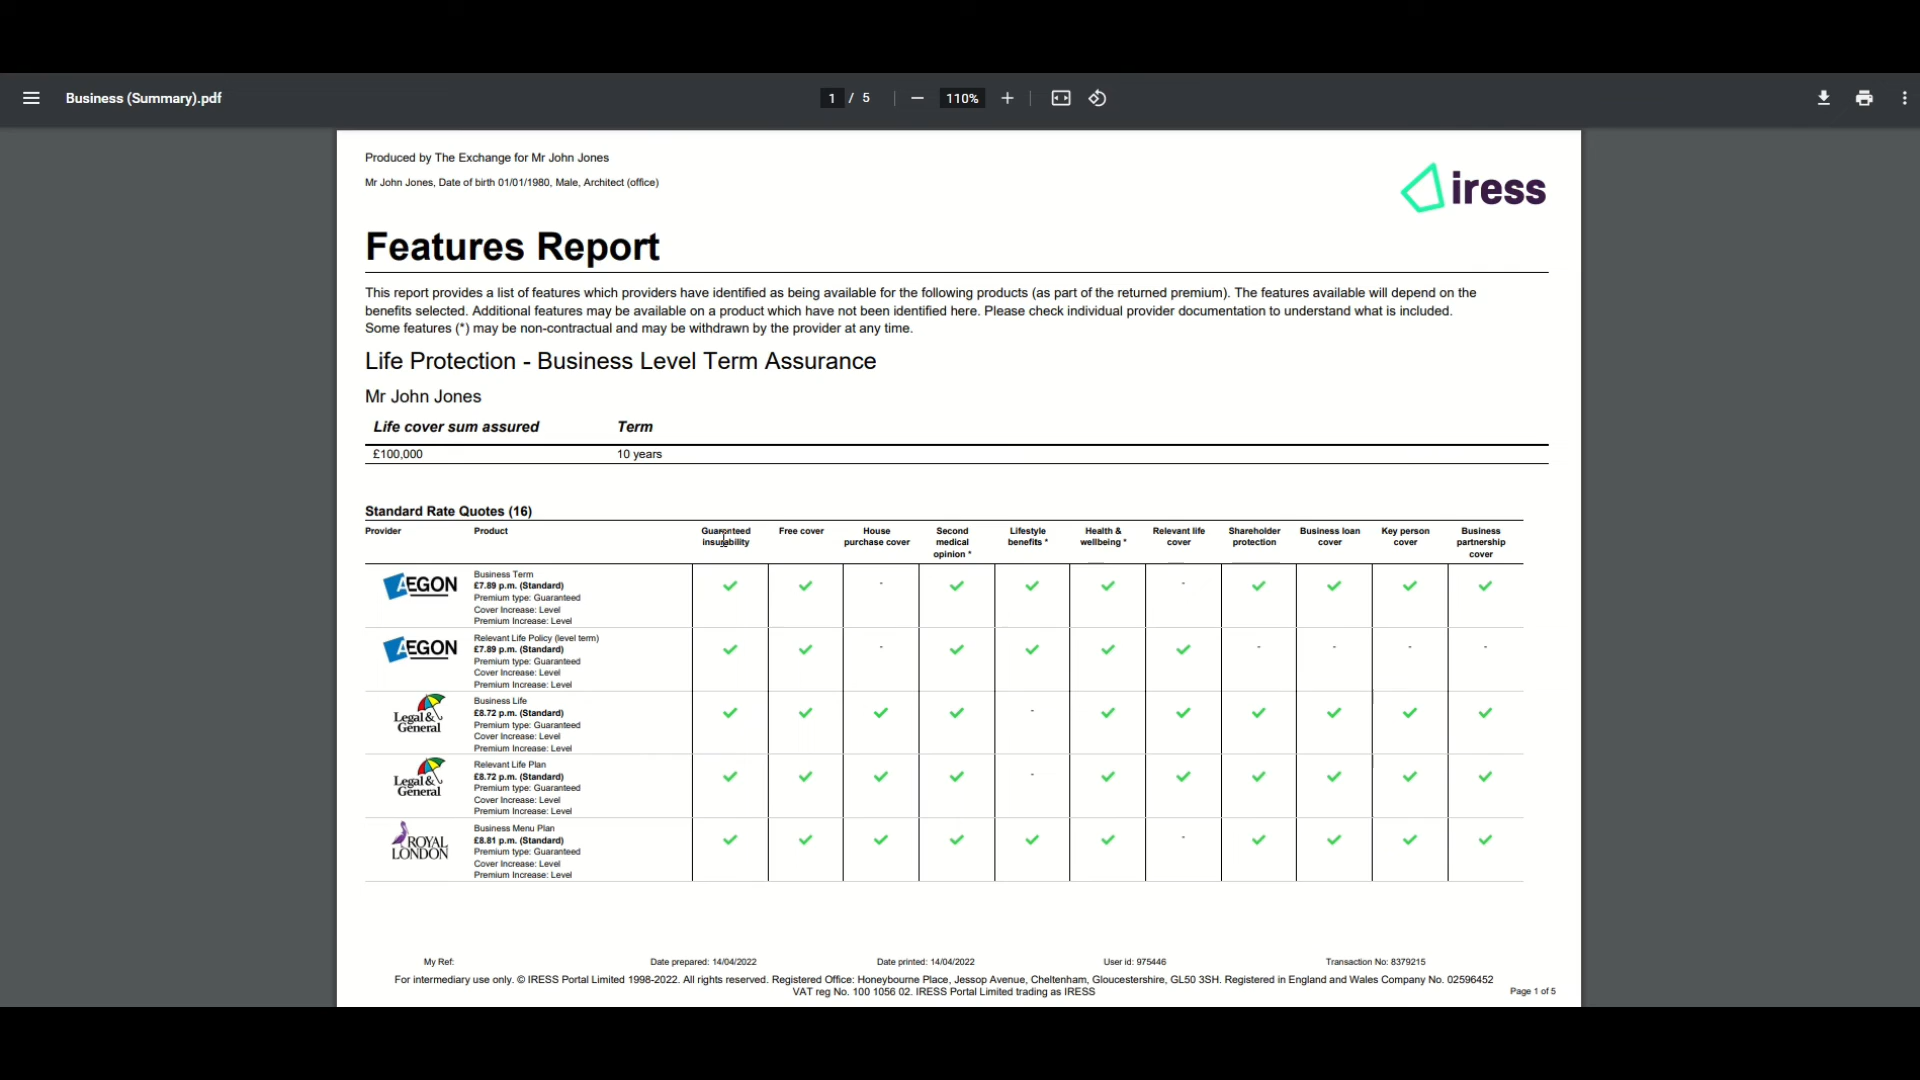 Business (Summary).pdf
1 / 5
110%
Produced by The Exchange for Mr John Jones
Mr John Jones, Date of birth 01/01/1980, Male, Architect (office)
iress
Features Report
This report provides a list of features which providers have identified as being available for the following products (as part of the returned premium). The features available will depend on the
benefits selected. Additional features may be available on a product which have not been identified here. Please check individual provider documentation to understand what is included.
Some features (*) may be non-contractual and may be withdrawn by the provider at any time.
Life Protection - Business Level Term Assurance
Mr John Jones
Life cover sum assured Term
£100,000 10 years
Standard Rate Quotes (16)
Provider Product Guaranteed Free cover House Second Lifestyle Health & Relevant life Shareholder Business loan Key person Business
insurability purchase cover medical benefits * wellbeing * cover protection cover cover partnership
opinion * cover
AEGON
Business Term
£7.89 p.m. (Standard)
Premium type: Guaranteed
Cover Increase: Level
Premium Increase: Level
AEGON
Relevant Life Policy (level term)
£7.89 p.m. (Standard)
Premium type: Guaranteed
Cover Increase: Level
Premium Increase: Level
Legal &
General
Business Life
£8.72 p.m. (Standard)
Premium type: Guaranteed
Cover Increase: Level
Premium Increase: Level
Legal &
General
Relevant Life Plan
£8.72 p.m. (Standard)
Premium type: Guaranteed
Cover Increase: Level
Premium Increase: Level
ROYAL
LONDON
Business Menu Plan
£8.81 p.m. (Standard)
Premium type: Guaranteed
Cover Increase: Level
Premium Increase: Level
My Ref: Date prepared: 14/04/2022 Date printed: 14/04/2022 User id: 975446 Transaction No: 8379215
For intermediary use only. © IRESS Portal Limited 1998-2022. All rights reserved. Registered Office: Honeybourne Place, Jessop Avenue, Cheltenham, Gloucestershire, GL50 3SH. Registered in England and Wales Company No. 02596452
VAT reg No. 100 1056 02. IRESS Portal Limited trading as IRESS
Page 1 of 5